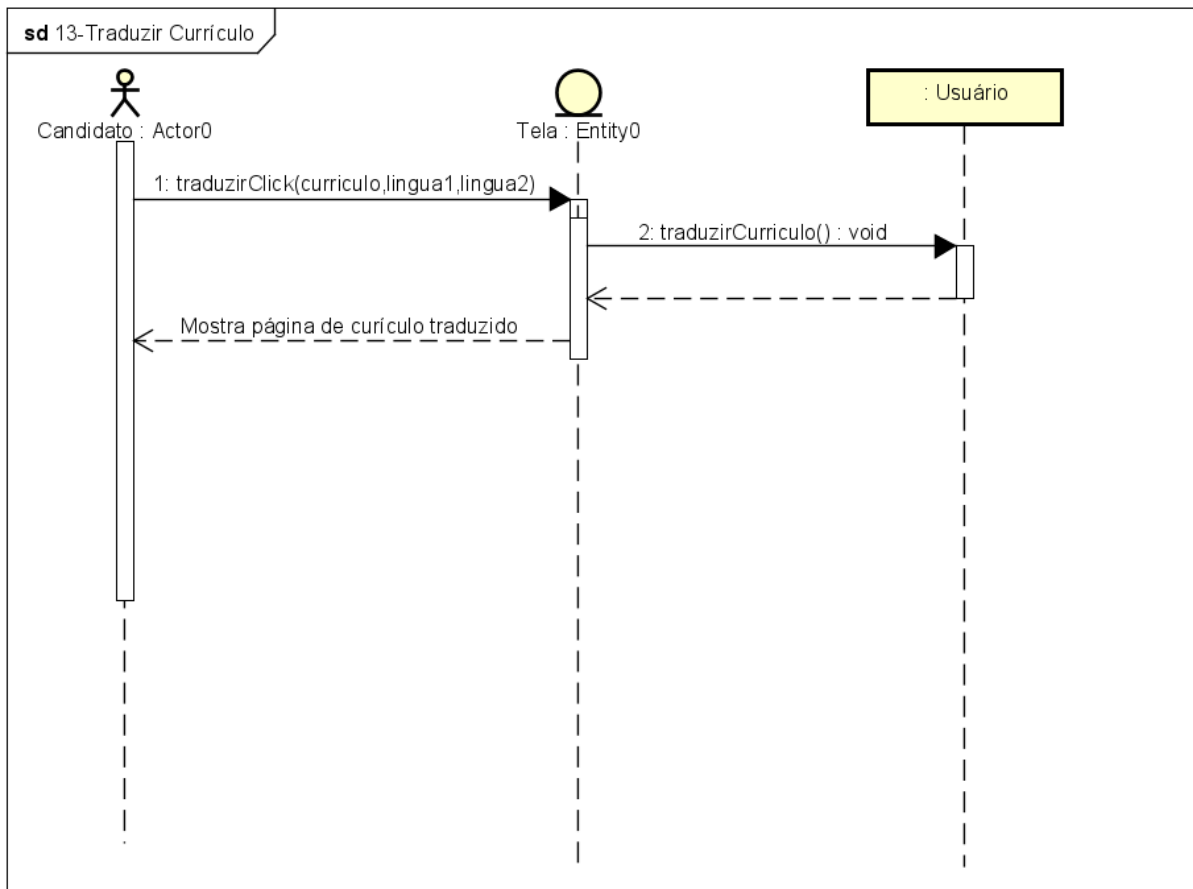 sd 13-Traduzir Currículo
Candidato : Actor0
Tela : Entity0
: Usuário
1: traduzirClick(curriculo,lingua1,lingua2)
2: traduzirCurriculo() : void
Mostra página de curículo traduzido